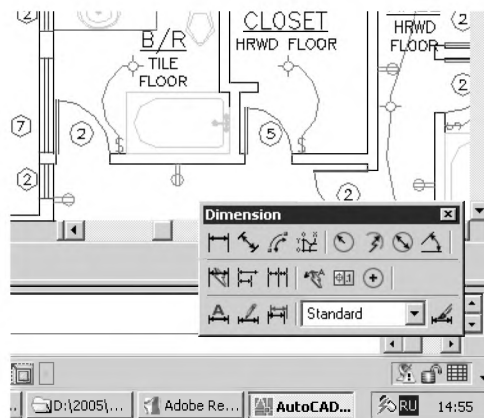 CLOSET
HRWD FLOOR
B/R
TILE
FLOOR
HRWD
FLOOR
2
2
7
2
5
2
2
S
Dimension
Standard
D:\2005\...
Adobe Re...
AutoCAD...
RU
14:55